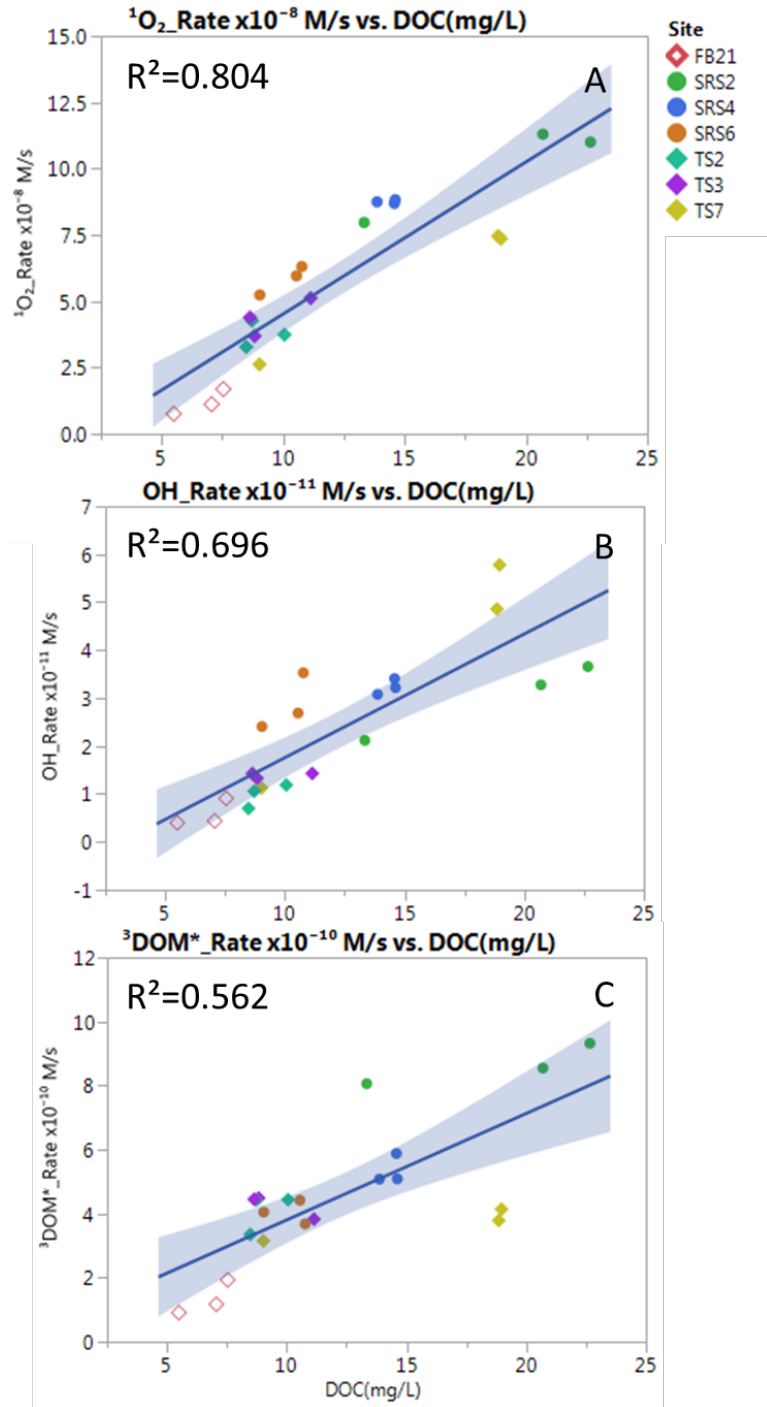 ¹O₂_Rate x10⁻⁸ M/s vs. DOC(mg/L)
Site
FB21
SRS2
SRS4
SRS6
TS2
TS3
TS7
R²=0.804
A
¹O₂_Rate x10⁻⁸ M/s
15.0
12.5
10.0
7.5
5.0
2.5
0.0
5 10 15 20 25
OH_Rate x10⁻¹¹ M/s vs. DOC(mg/L)
R²=0.696
B
OH_Rate x10⁻¹¹ M/s
7
6
5
4
3
2
1
0
-1
5 10 15 20 25
³DOM*_Rate x10⁻¹⁰ M/s vs. DOC(mg/L)
R²=0.562
C
³DOM*_Rate x10⁻¹⁰ M/s
12
10
8
6
4
2
0
5 10 15 20 25
DOC(mg/L)